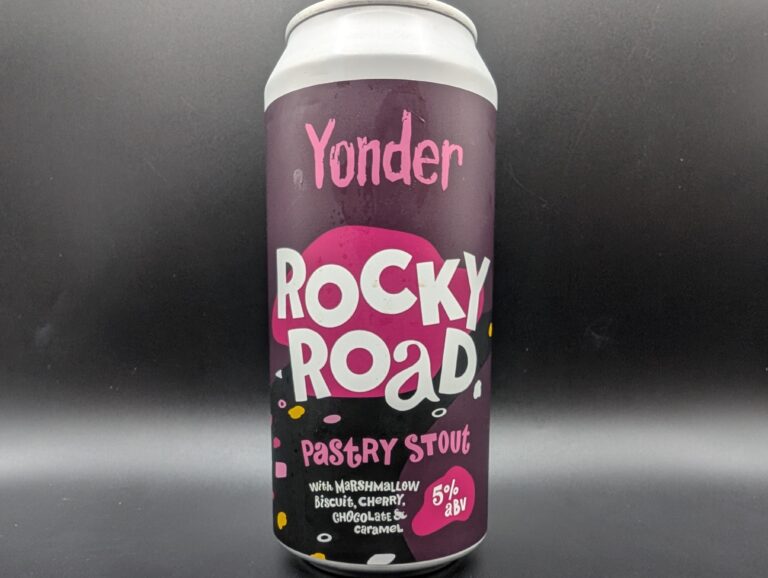 Yonder
ROCKY
ROaD.
PaStRY StOUt
With MaRSHMaLLOW
BiSCUit, CHERRY,
CHOCOLatE &
CaRaMEL
5%
aBV